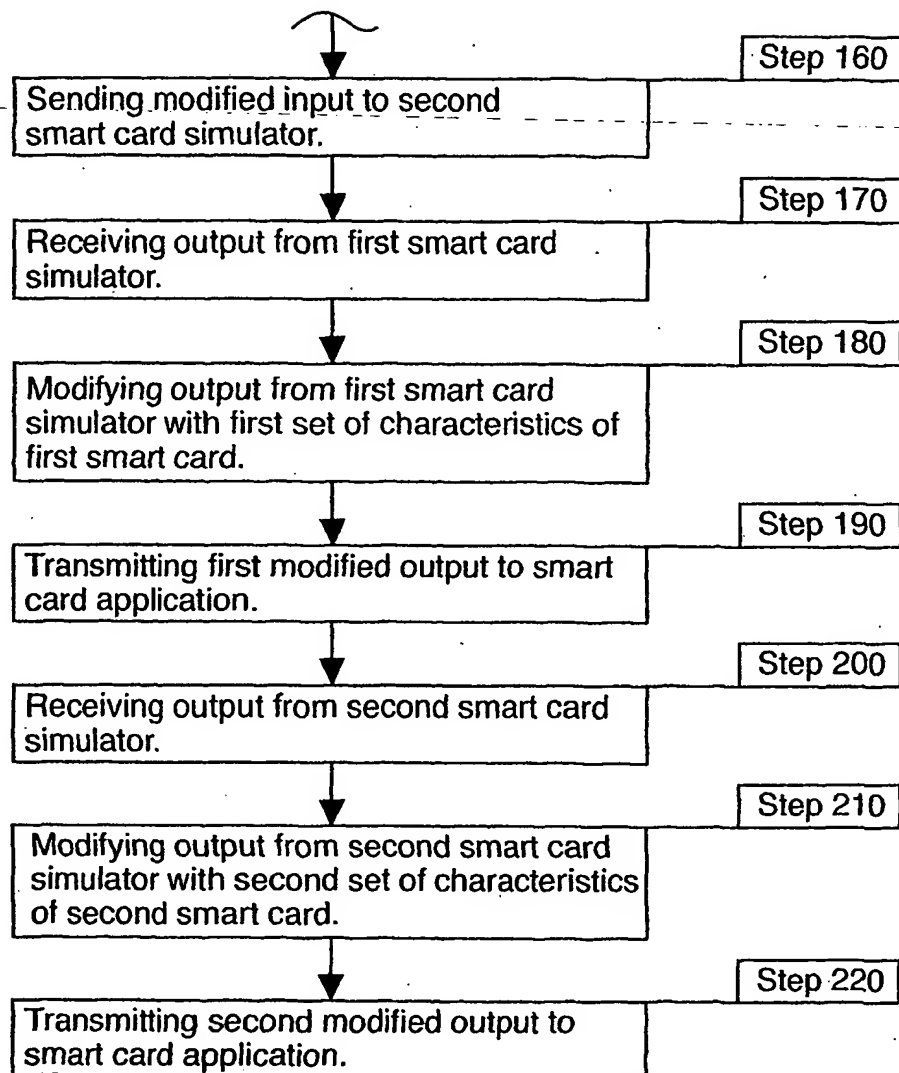 Step 160
Sending modified input to second
smart card simulator.
Step 170
Receiving output from first smart card
simulator.
Step 180
Modifying output from first smart card
simulator with first set of characteristics of
first smart card.
Step 190
Transmitting first modified output to smart
card application.
Step 200
Receiving output from second smart card
simulator.
Step 210
Modifying output from second smart card
simulator with second set of characteristics
of second smart card.
Step 220
Transmitting second modified output to
smart card application.